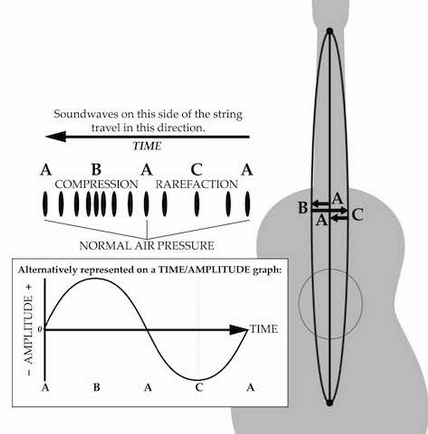 Soundwaves on this side of the string
travel in this direction.
TIME
A B A C A
COMPRESSION RAREFACTION
NORMAL AIR PRESSURE
B A C
A
Alternatively represented on a TIME/AMPLITUDE graph:
− AMPLITUDE +
0
TIME
A B A C A